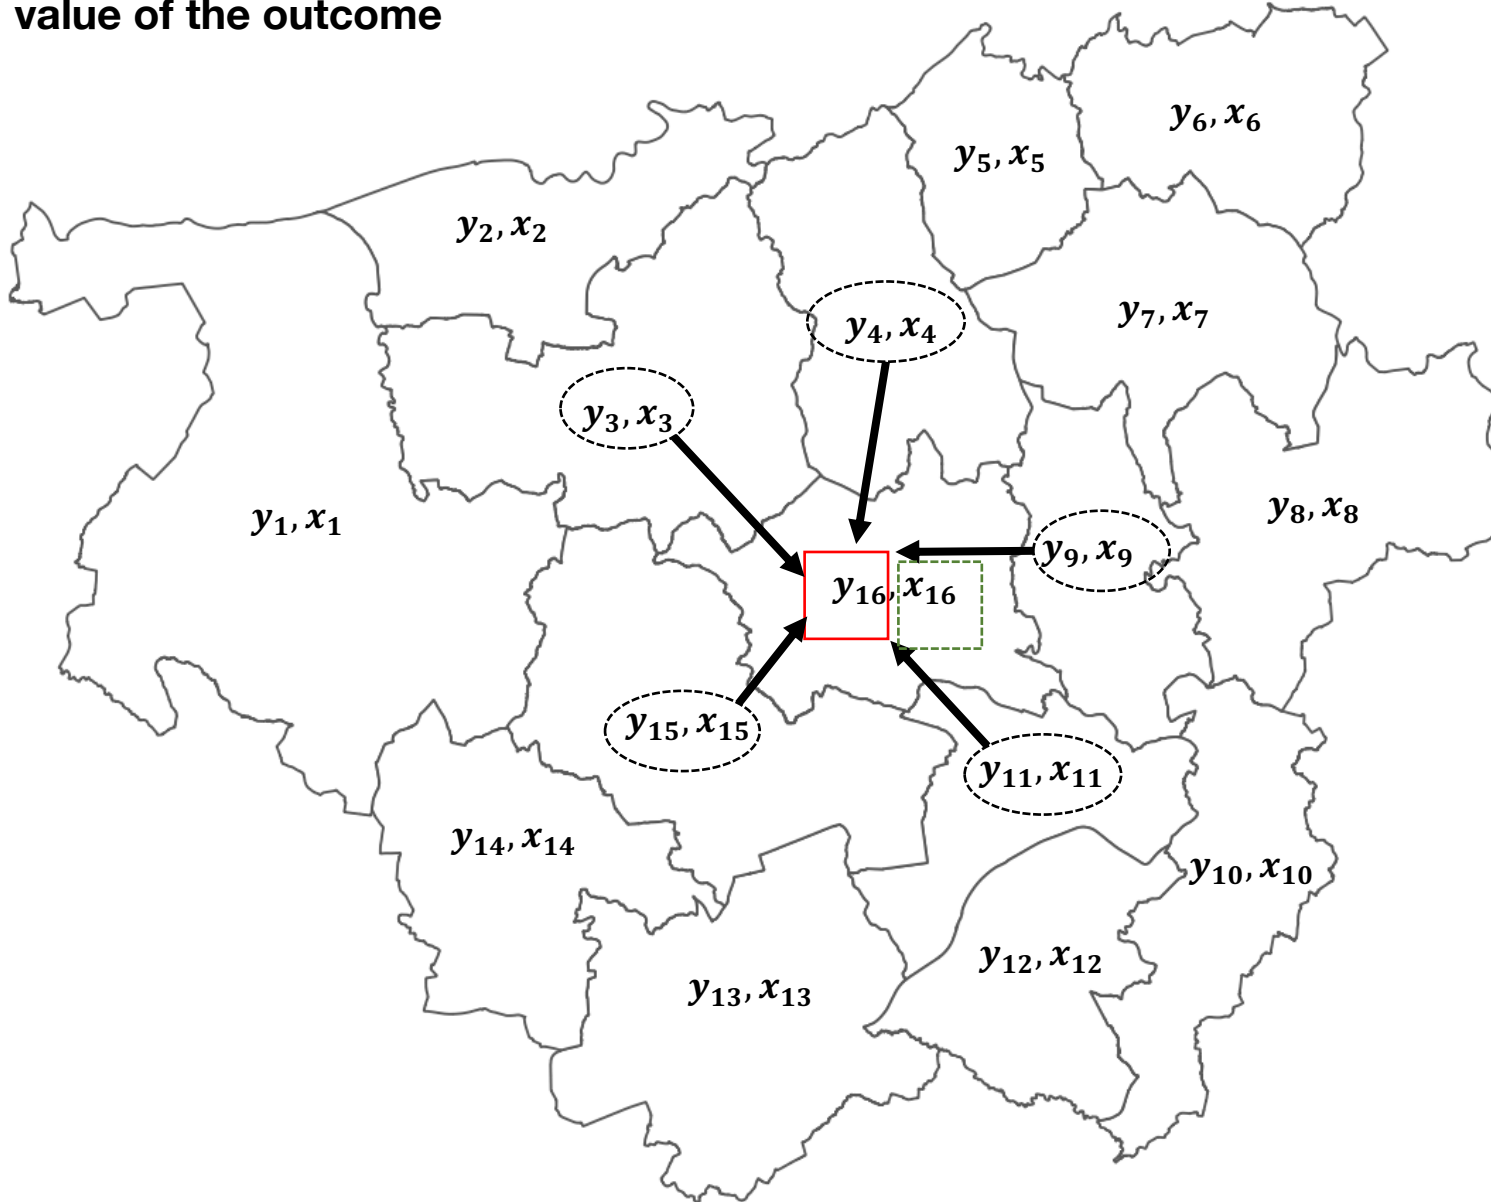 value of the outcome
y₆, x₆
y₅, x₅
y₂, x₂
y₇, x₇
y₄, x₄
y₃, x₃
y₈, x₈
y₁, x₁
y₉, x₉
y₁₆, x₁₆
y₁₅, x₁₅
y₁₁, x₁₁
y₁₄, x₁₄
y₁₀, x₁₀
y₁₂, x₁₂
y₁₃, x₁₃